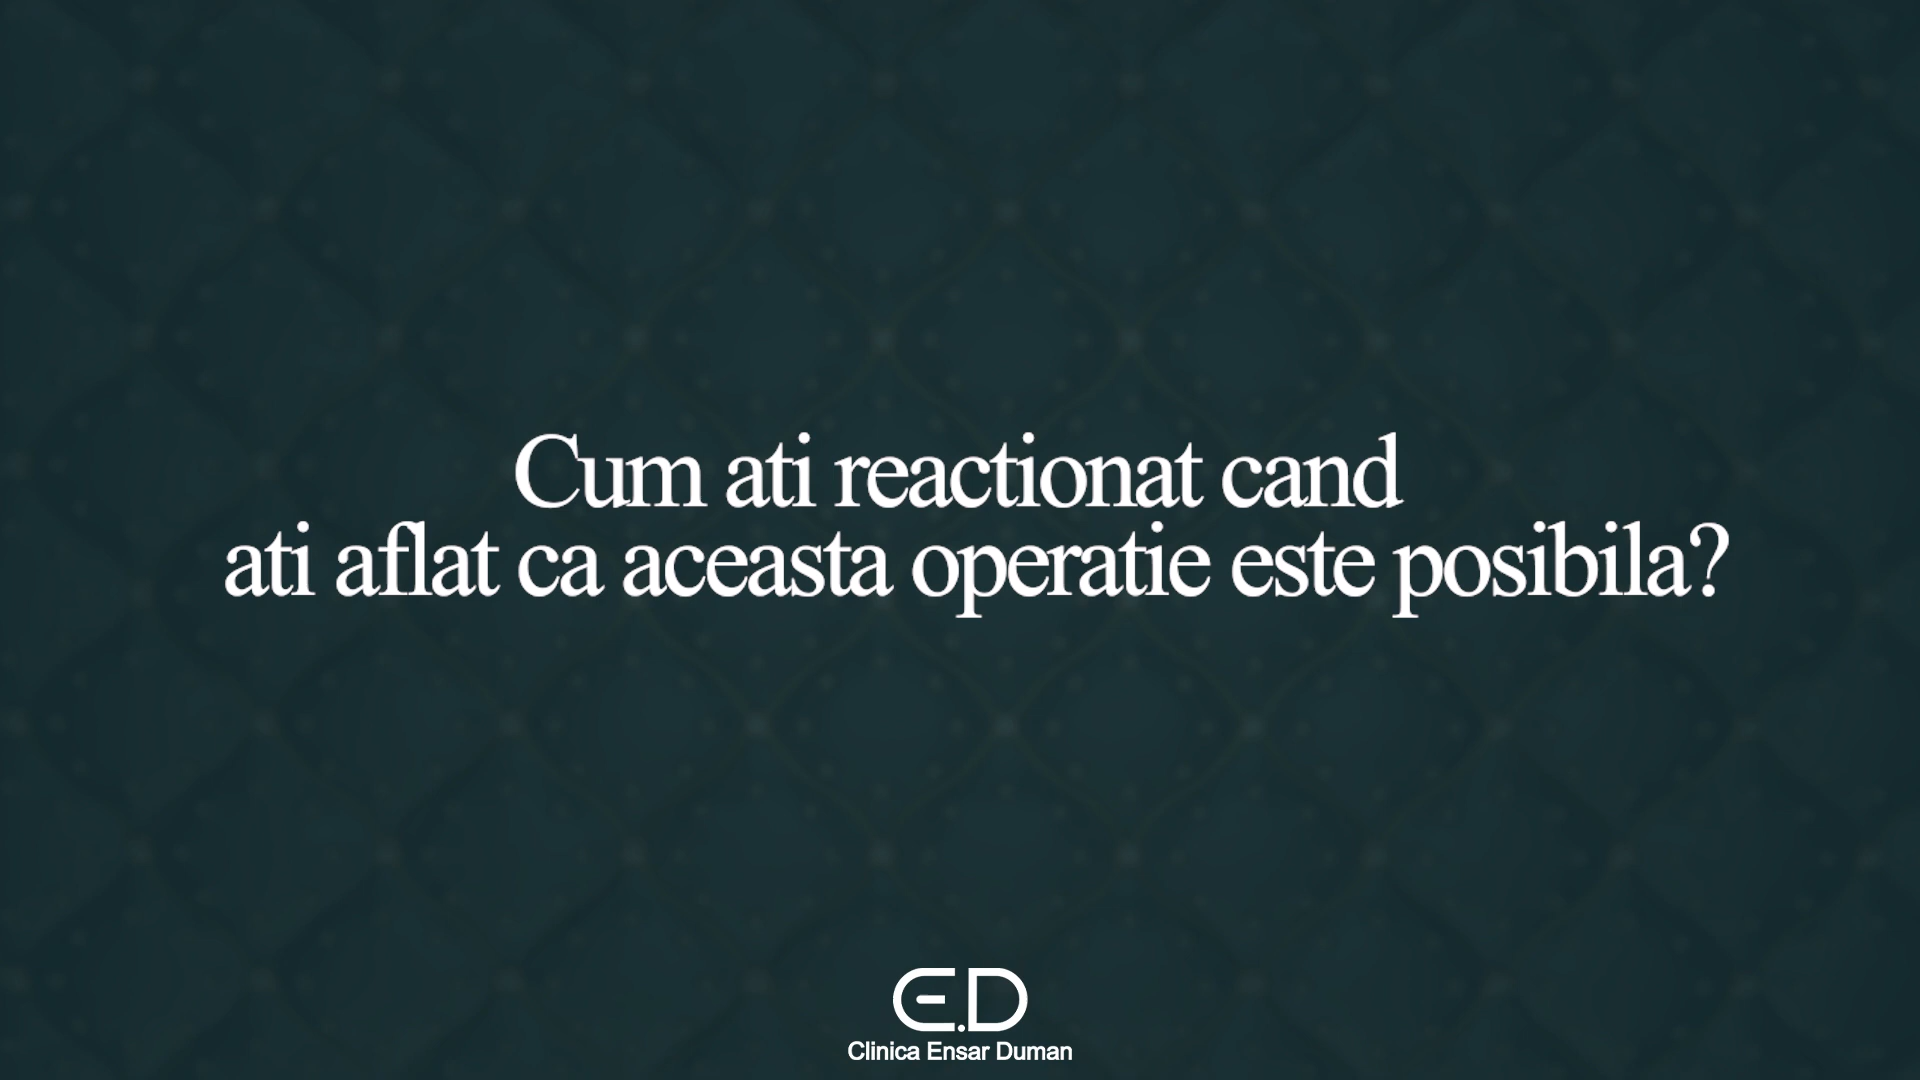 Cum ati reactionat cand
ati aflat ca aceasta operatie este posibila?
E.D
Clinica Ensar Duman